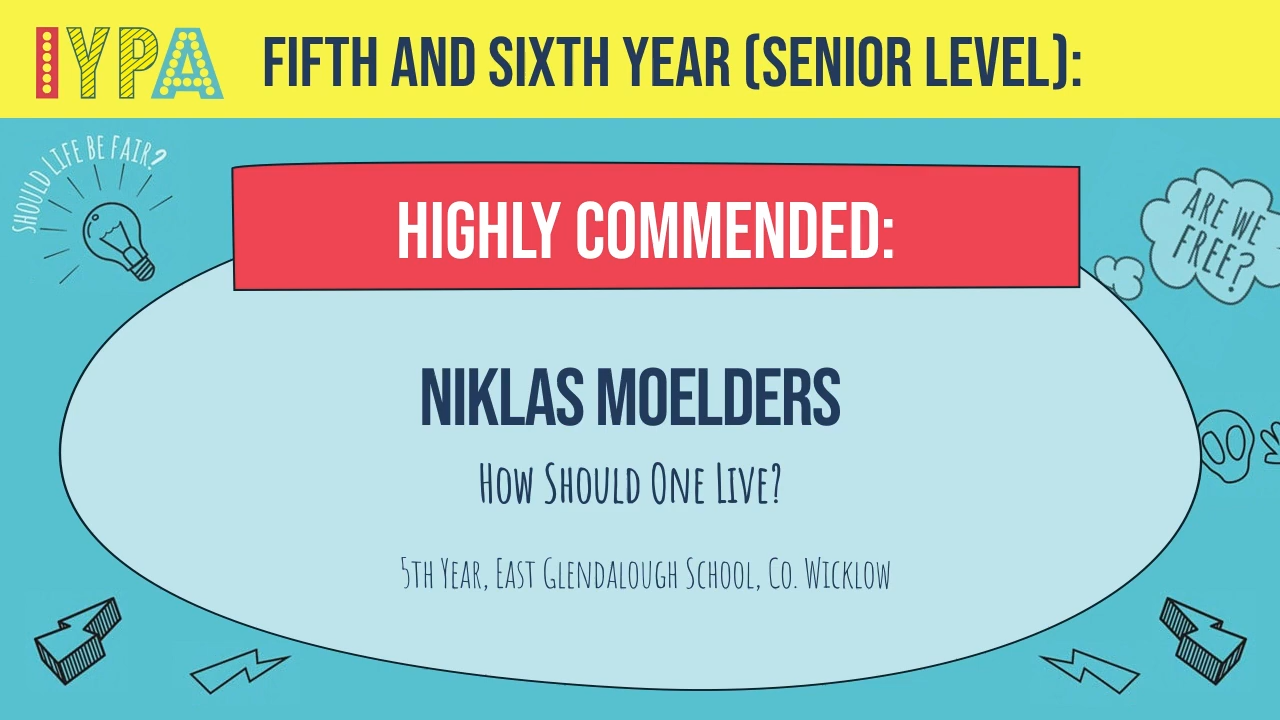 IYPA
FIFTH AND SIXTH YEAR (SENIOR LEVEL):
SHOULD LIFE BE FAIR?
HIGHLY COMMENDED:
ARE WE
FREE?
NIKLAS MOELDERS
How Should One Live?
5th Year, East Glendalough School, Co. Wicklow